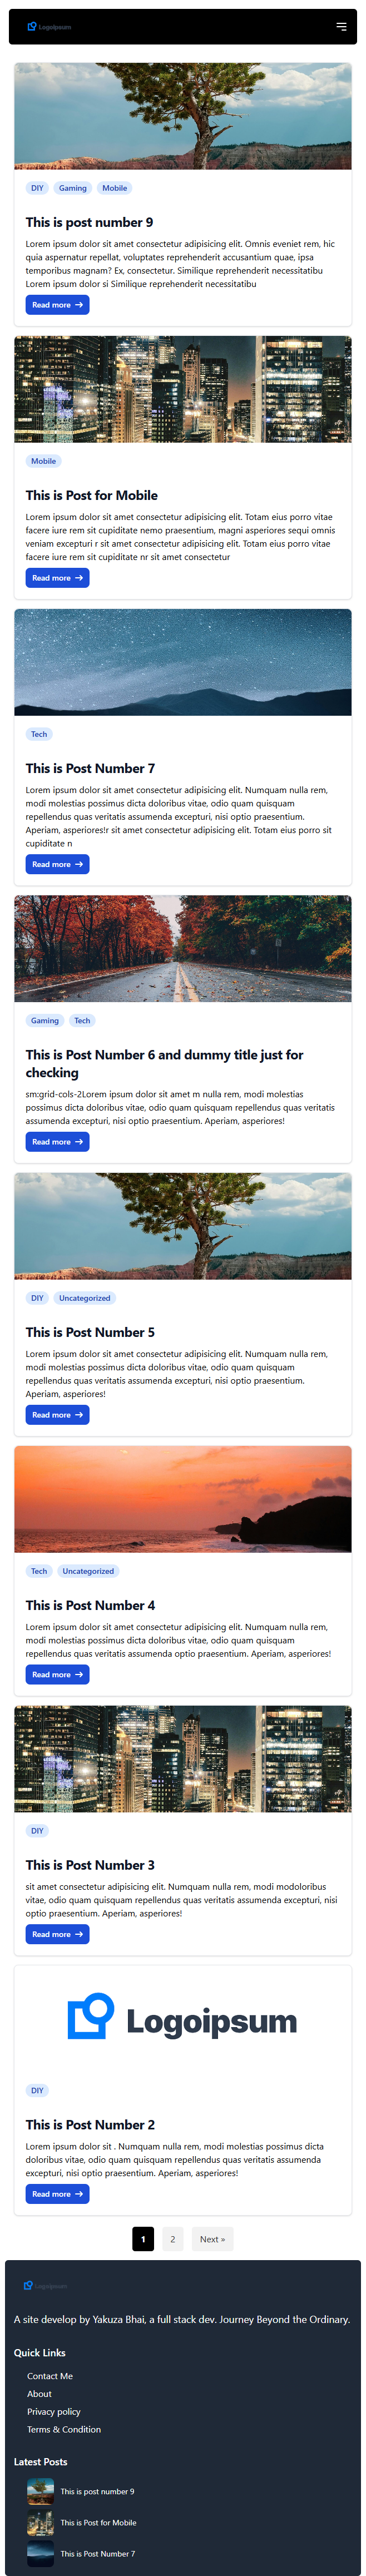 Logoipsum
DIY Gaming Mobile
This is post number 9
Lorem ipsum dolor sit amet consectetur adipisicing elit. Omnis eveniet rem, hic
quia aspernatur repellat, voluptates reprehenderit accusantium quae, ipsa
temporibus magnam? Ex, consectetur. Similique reprehenderit necessitatibu
Lorem ipsum dolor si Similique reprehenderit necessitatibu
Read more →
Mobile
This is Post for Mobile
Lorem ipsum dolor sit amet consectetur adipisicing elit. Totam eius porro vitae
facere iure rem sit cupiditate nemo praesentium, magni asperiores sequi omnis
veniam excepturi r sit amet consectetur adipisicing elit. Totam eius porro vitae
facere iure rem sit cupiditate nr sit amet consectetur
Read more →
Tech
This is Post Number 7
Lorem ipsum dolor sit amet consectetur adipisicing elit. Numquam nulla rem,
modi molestias possimus dicta doloribus vitae, odio quam quisquam
repellendus quas veritatis assumenda excepturi, nisi optio praesentium.
Aperiam, asperiores!r sit amet consectetur adipisicing elit. Totam eius porro sit
cupiditate n
Read more →
Gaming Tech
This is Post Number 6 and dummy title just for
checking
sm:grid-cols-2Lorem ipsum dolor sit amet m nulla rem, modi molestias
possimus dicta doloribus vitae, odio quam quisquam repellendus quas veritatis
assumenda excepturi, nisi optio praesentium. Aperiam, asperiores!
Read more →
DIY Uncategorized
This is Post Number 5
Lorem ipsum dolor sit amet consectetur adipisicing elit. Numquam nulla rem,
modi molestias possimus dicta doloribus vitae, odio quam quisquam
repellendus quas veritatis assumenda excepturi, nisi optio praesentium.
Aperiam, asperiores!
Read more →
Tech Uncategorized
This is Post Number 4
Lorem ipsum dolor sit amet consectetur adipisicing elit. Numquam nulla rem,
modi molestias possimus dicta doloribus vitae, odio quam quisquam
repellendus quas veritatis assumenda optio praesentium. Aperiam, asperiores!
Read more →
DIY
This is Post Number 3
sit amet consectetur adipisicing elit. Numquam nulla rem, modi modoloribus
vitae, odio quam quisquam repellendus quas veritatis assumenda excepturi, nisi
optio praesentium. Aperiam, asperiores!
Read more →
Logoipsum
DIY
This is Post Number 2
Lorem ipsum dolor sit . Numquam nulla rem, modi molestias possimus dicta
doloribus vitae, odio quam quisquam repellendus quas veritatis assumenda
excepturi, nisi optio praesentium. Aperiam, asperiores!
Read more →
1 2 Next »
Logoipsum
A site develop by Yakuza Bhai, a full stack dev. Journey Beyond the Ordinary.
Quick Links
Contact Me
About
Privacy policy
Terms & Condition
Latest Posts
This is post number 9
This is Post for Mobile
This is Post Number 7